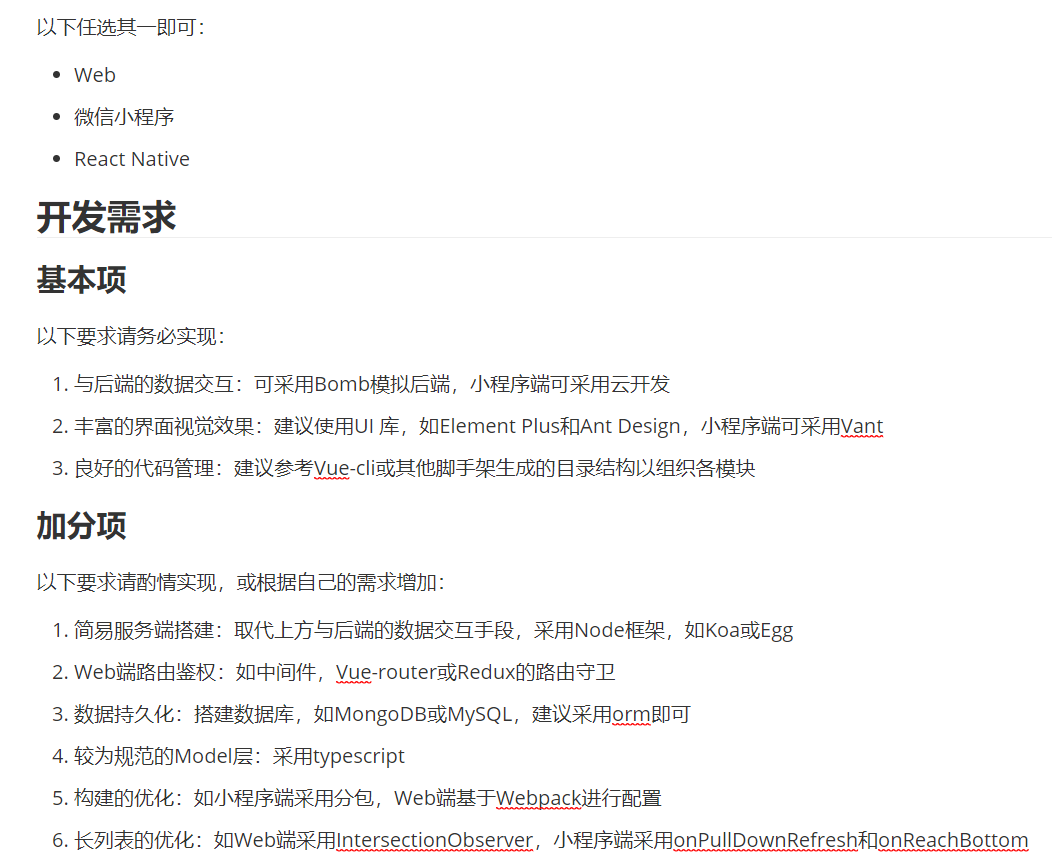 以下任选其一即可：
• Web
• 微信小程序
• React Native
开发需求
基本项
以下要求请务必实现：
1. 与后端的数据交互：可采用Bomb模拟后端，小程序端可采用云开发
2. 丰富的界面视觉效果：建议使用UI 库，如Element Plus和Ant Design，小程序端可采用Vant
3. 良好的代码管理：建议参考Vue-cli或其他脚手架生成的目录结构以组织各模块
加分项
以下要求请酌情实现，或根据自己的需求增加：
1. 简易服务端搭建：取代上方与后端的数据交互手段，采用Node框架，如Koa或Egg
2. Web端路由鉴权：如中间件，Vue-router或Redux的路由守卫
3. 数据持久化：搭建数据库，如MongoDB或MySQL，建议采用orm即可
4. 较为规范的Model层：采用typescript
5. 构建的优化：如小程序端采用分包，Web端基于Webpack进行配置
6. 长列表的优化：如Web端采用IntersectionObserver，小程序端采用onPullDownRefresh和onReachBottom